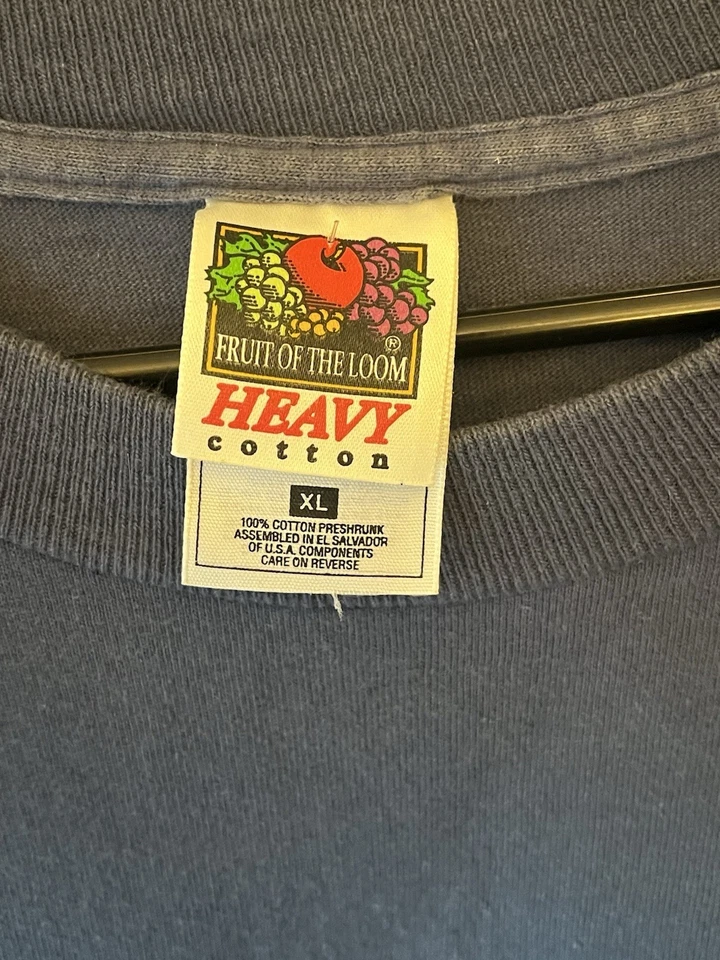 FRUIT OF THE LOOM ®
HEAVY
cotton
XL
100% COTTON PRESHRUNK
ASSEMBLED IN EL SALVADOR
OF U.S.A. COMPONENTS
CARE ON REVERSE